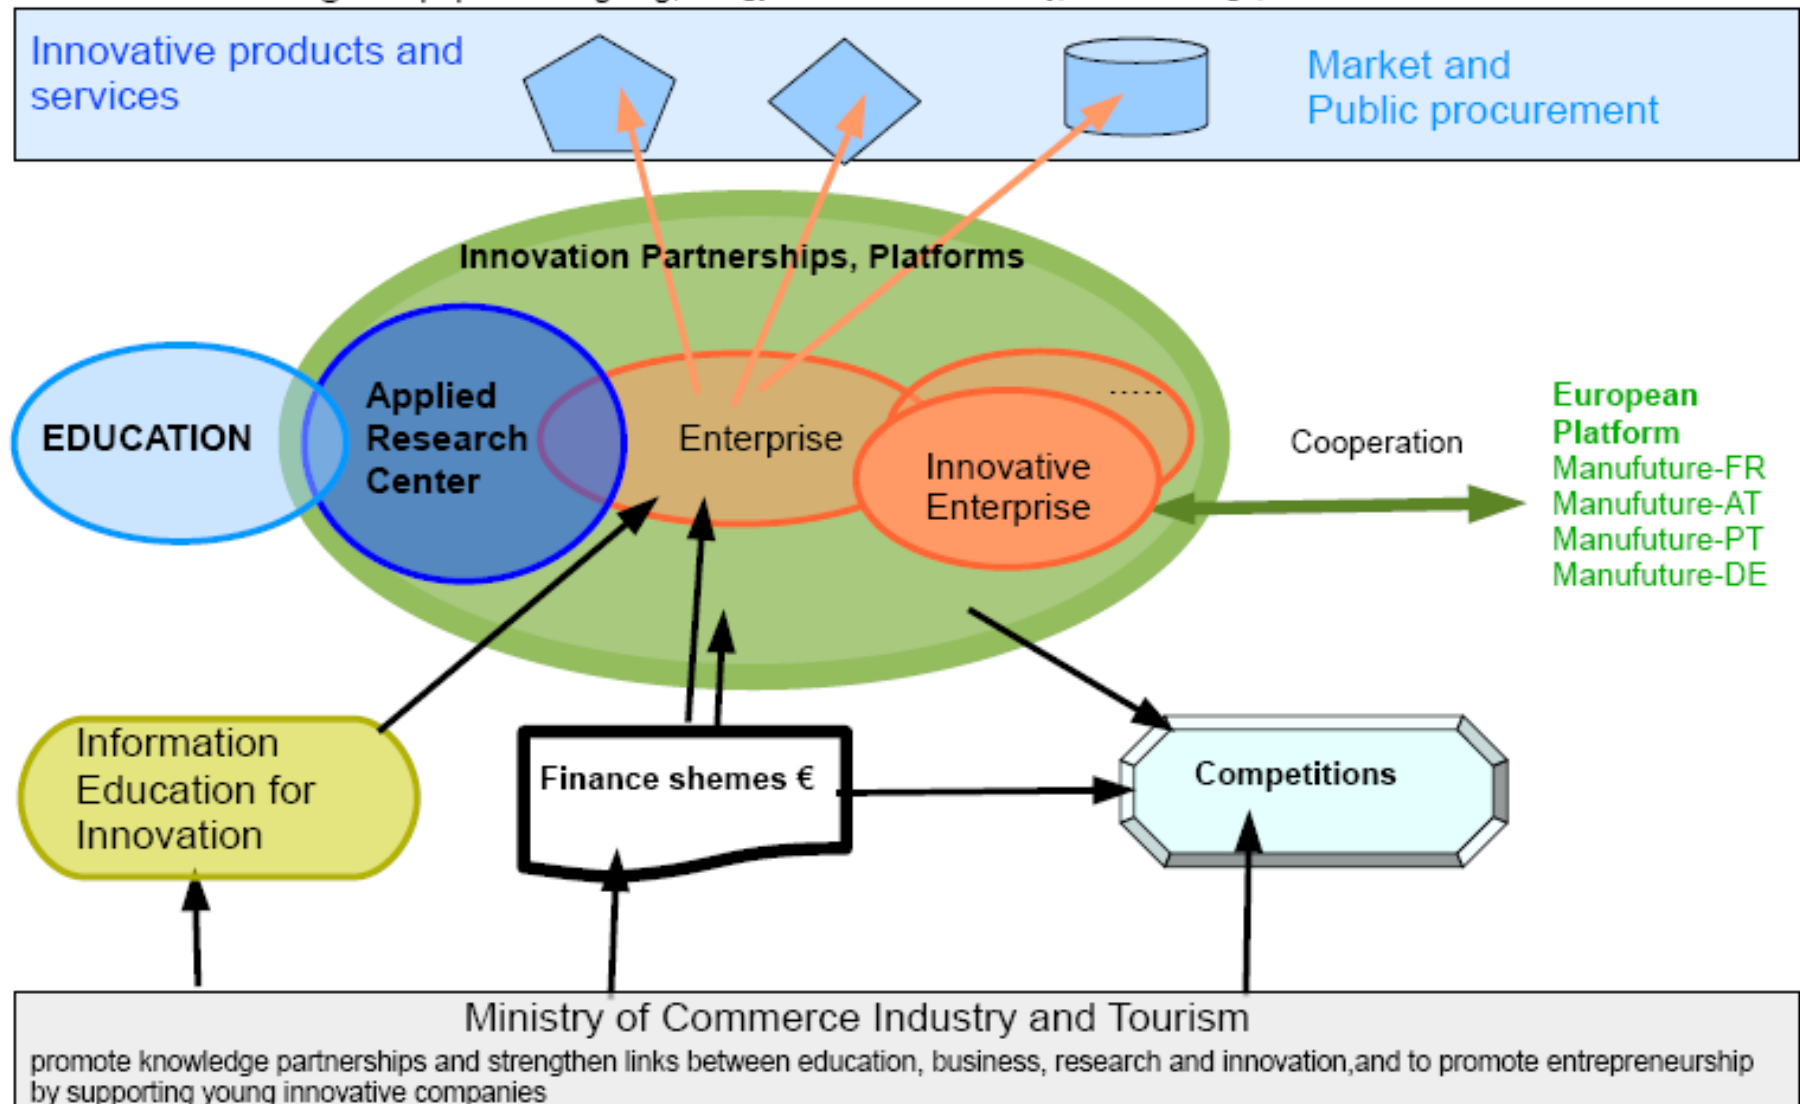 Innovative products and
services
Market and
Public procurement
Innovation Partnerships, Platforms
EDUCATION
Applied
Research
Center
Enterprise
.....
Innovative
Enterprise
Cooperation
European
Platform
Manufuture-FR
Manufuture-AT
Manufuture-PT
Manufuture-DE
Information
Education for
Innovation
Finance shemes €
Competitions
Ministry of Commerce Industry and Tourism
promote knowledge partnerships and strengthen links between education, business, research and innovation,and to promote entrepreneurship
by supporting young innovative companies